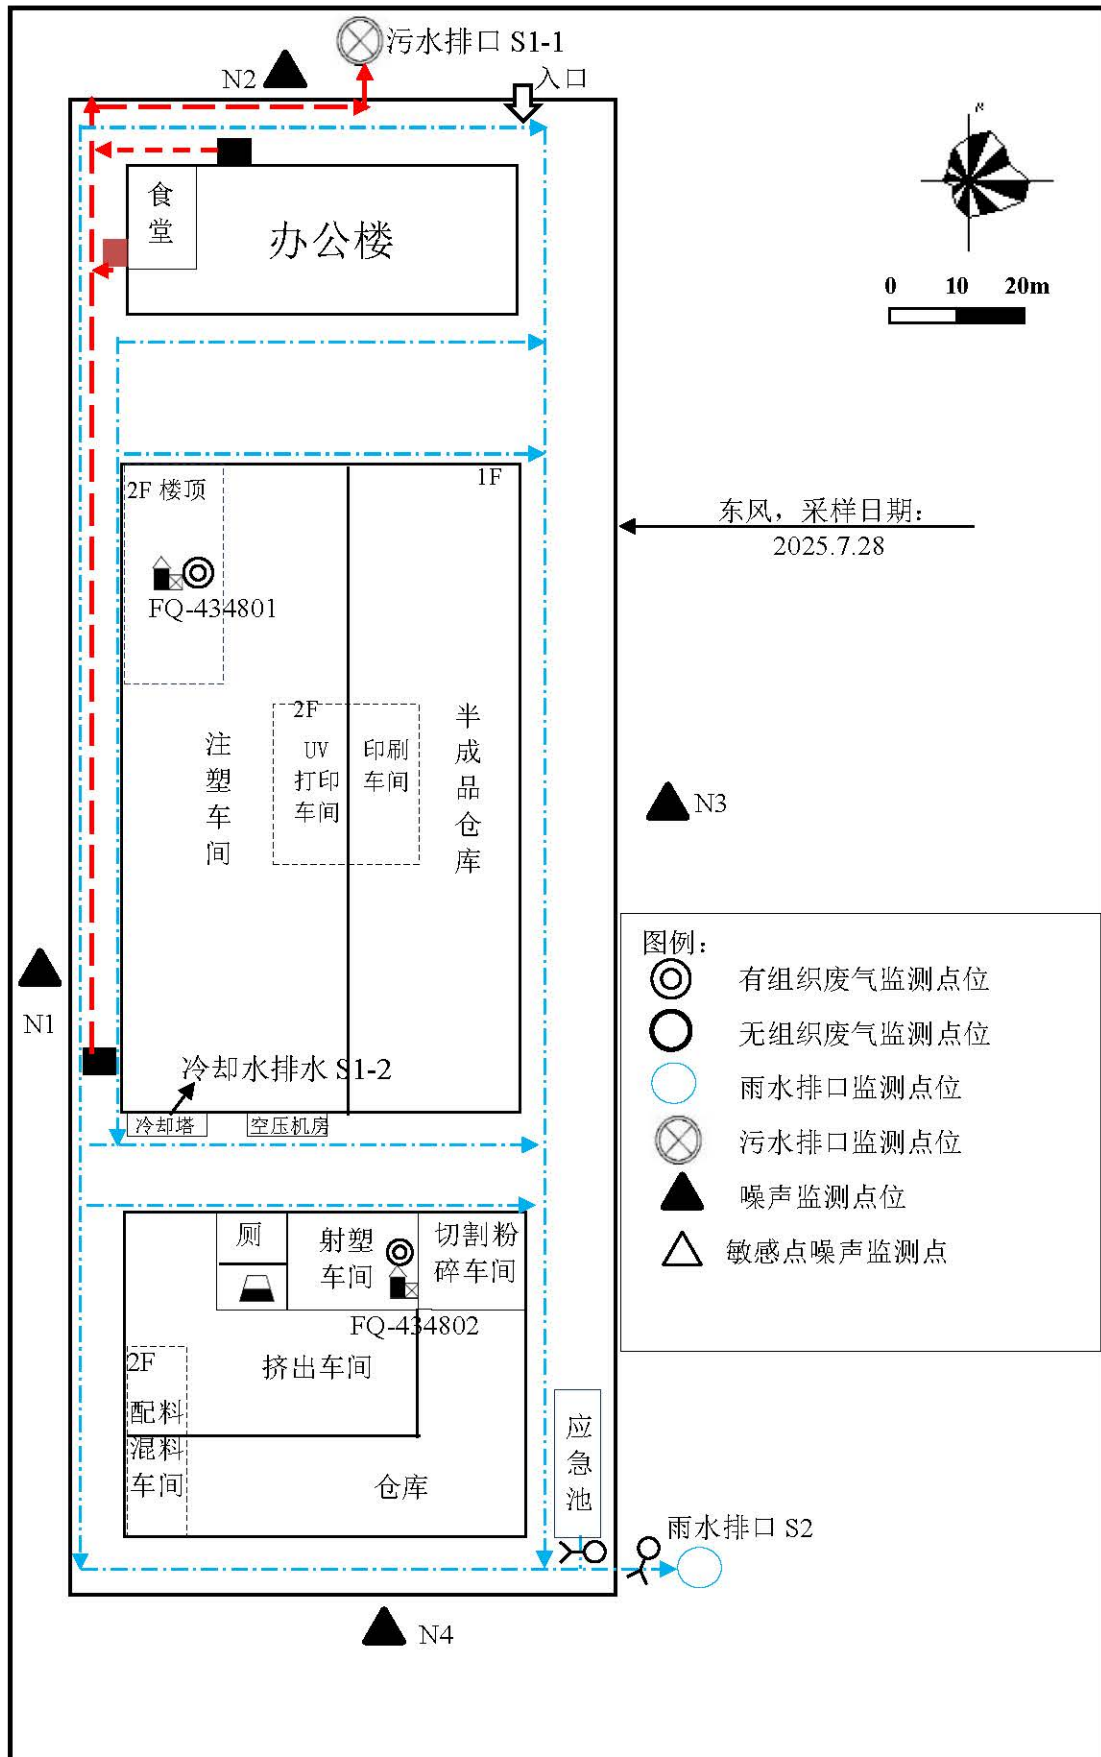 污水排口 S1-1
N2
入口
食堂
办公楼
0 10 20m
2F 楼顶
1F
东风，采样日期：
2025.7.28
FQ-434801
注塑车间
2F
UV
打印
车间
印刷
车间
半成品仓库
N3
图例：
有组织废气监测点位
无组织废气监测点位
雨水排口监测点位
污水排口监测点位
噪声监测点位
敏感点噪声监测点
N1
冷却水排水 S1-2
冷却塔
空压机房
厕
射塑
车间
切割粉
碎车间
FQ-434802
2F
挤出车间
配料
混料
车间
仓库
应急池
雨水排口 S2
N4